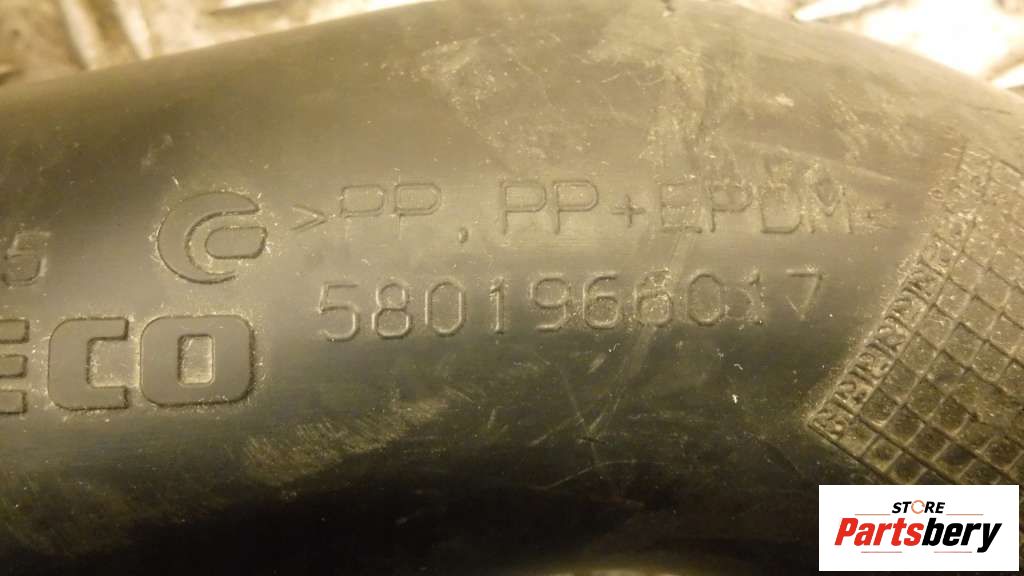 >PP, PP+EPDM<
5801966017
ECO
STORE
Partsbery